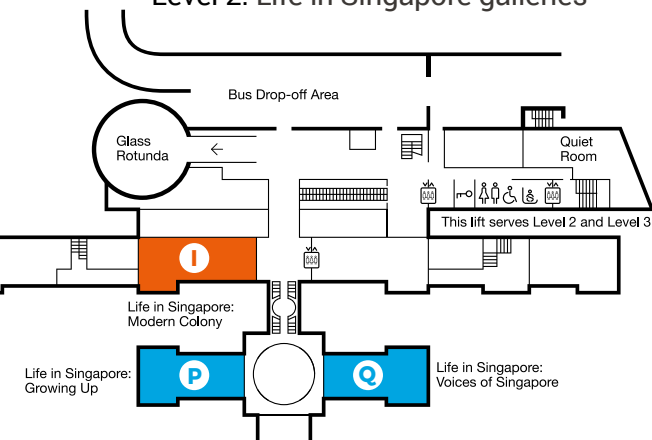 Level 2: Life in Singapore galleries
Bus Drop-off Area
Glass
Rotunda
Quiet
Room
This lift serves Level 2 and Level 3
I
Life in Singapore:
Modern Colony
Life in Singapore:
Growing Up
P
Q
Life in Singapore:
Voices of Singapore